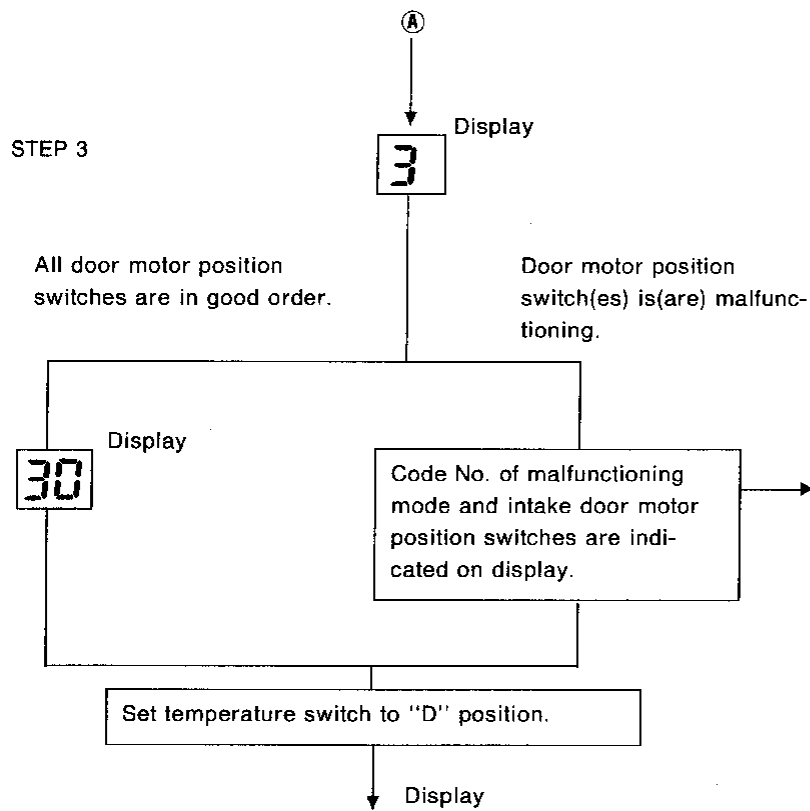 Ⓐ
Display
STEP 3
3
All door motor position
switches are in good order.
Door motor position
switch(es) is(are) malfunc-
tioning.
Display
30
Code No. of malfunctioning
mode and intake door motor
position switches are indi-
cated on display.
Set temperature switch to "D" position.
Display